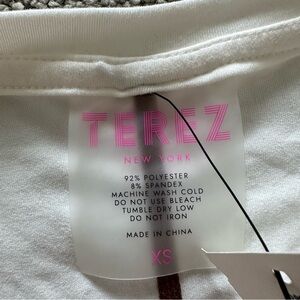 TEREZ
NEW YORK
92% POLYESTER
8% SPANDEX
MACHINE WASH COLD
DO NOT USE BLEACH
TUMBLE DRY LOW
DO NOT IRON
MADE IN CHINA
XS